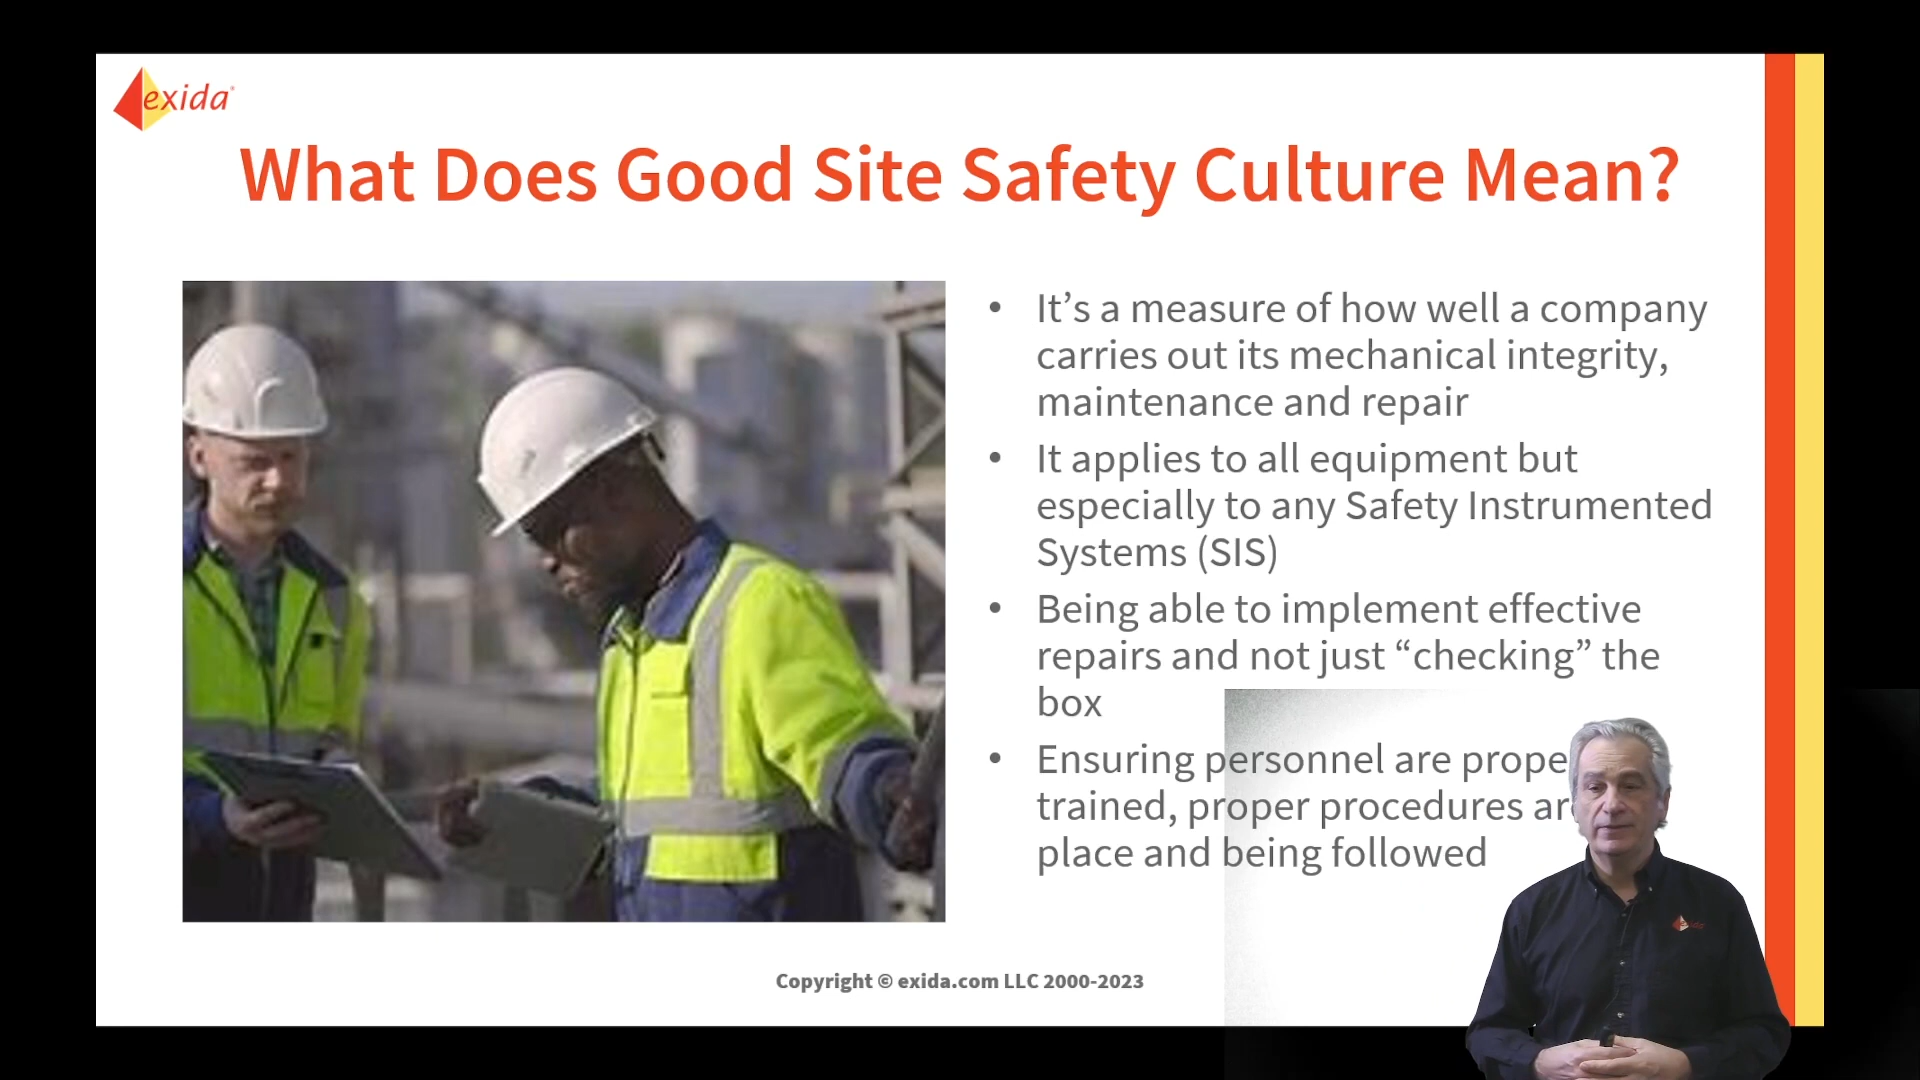 exida
What Does Good Site Safety Culture Mean?
• It’s a measure of how well a company
carries out its mechanical integrity,
maintenance and repair
• It applies to all equipment but
especially to any Safety Instrumented
Systems (SIS)
• Being able to implement effective
repairs and not just “checking” the
box
• Ensuring personnel are prope
trained, proper procedures ar
place and being followed
Copyright © exida.com LLC 2000-2023